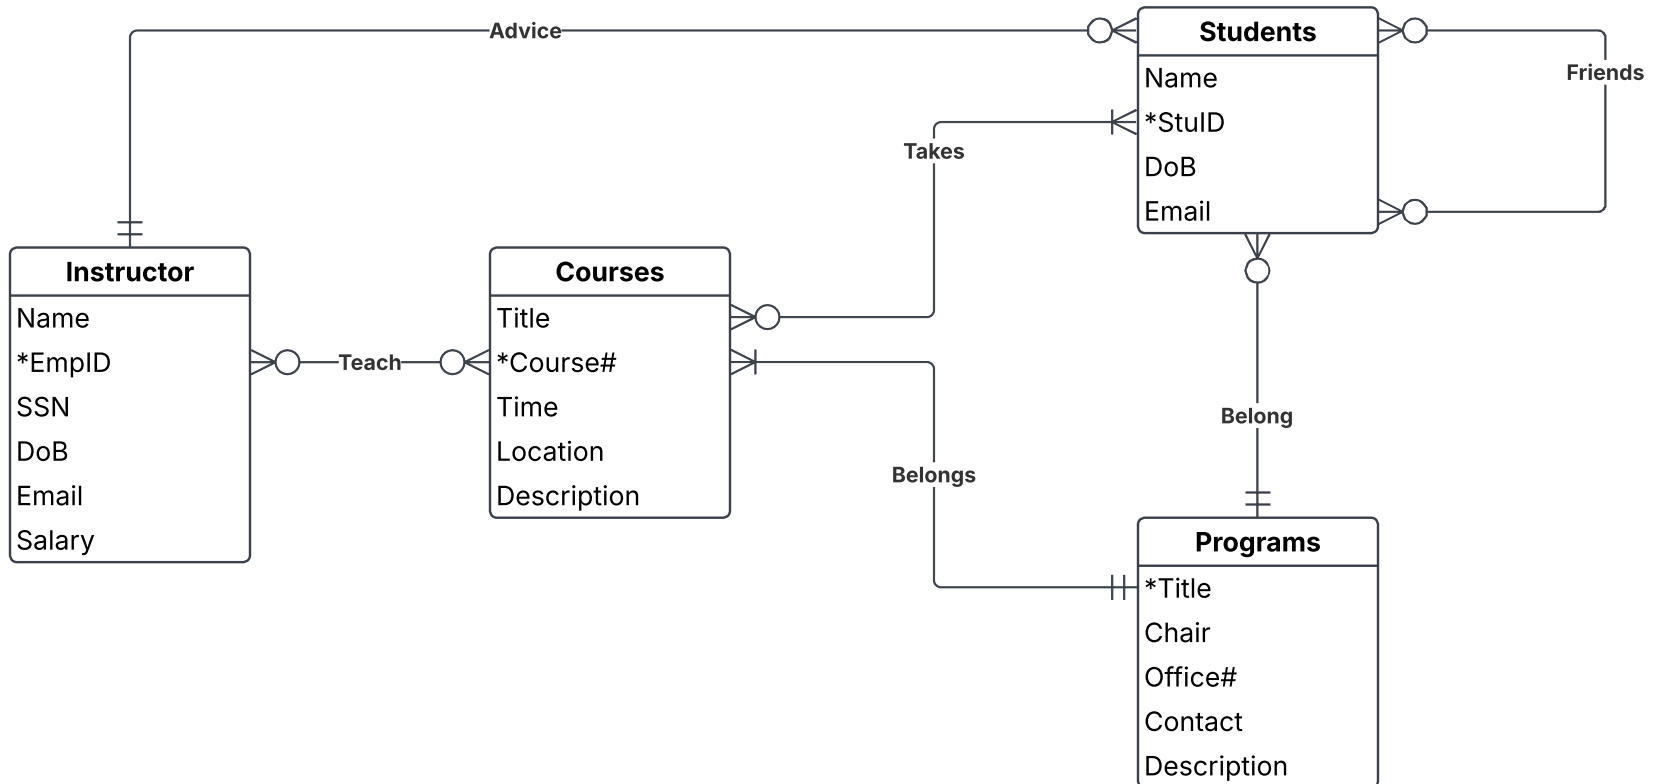 Advice
Students
Name
*StuID
DoB
Email
Friends
Takes
Instructor
Name
*EmpID
SSN
DoB
Email
Salary
Teach
Courses
Title
*Course#
Time
Location
Description
Belongs
Belong
Programs
*Title
Chair
Office#
Contact
Description